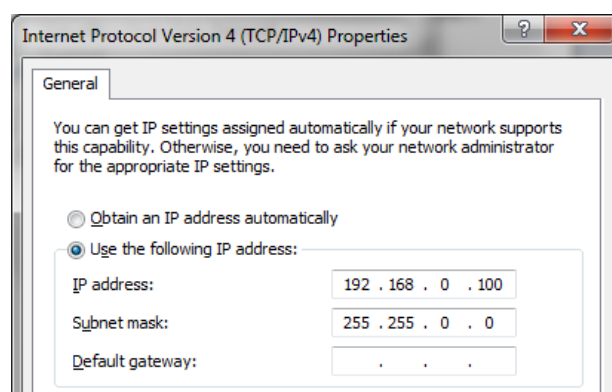 Internet Protocol Version 4 (TCP/IPv4) Properties
? X
General
You can get IP settings assigned automatically if your network supports
this capability. Otherwise, you need to ask your network administrator
for the appropriate IP settings.
Obtain an IP address automatically
Use the following IP address:
IP address: 192 . 168 . 0 . 100
Subnet mask: 255 . 255 . 0 . 0
Default gateway: . . .